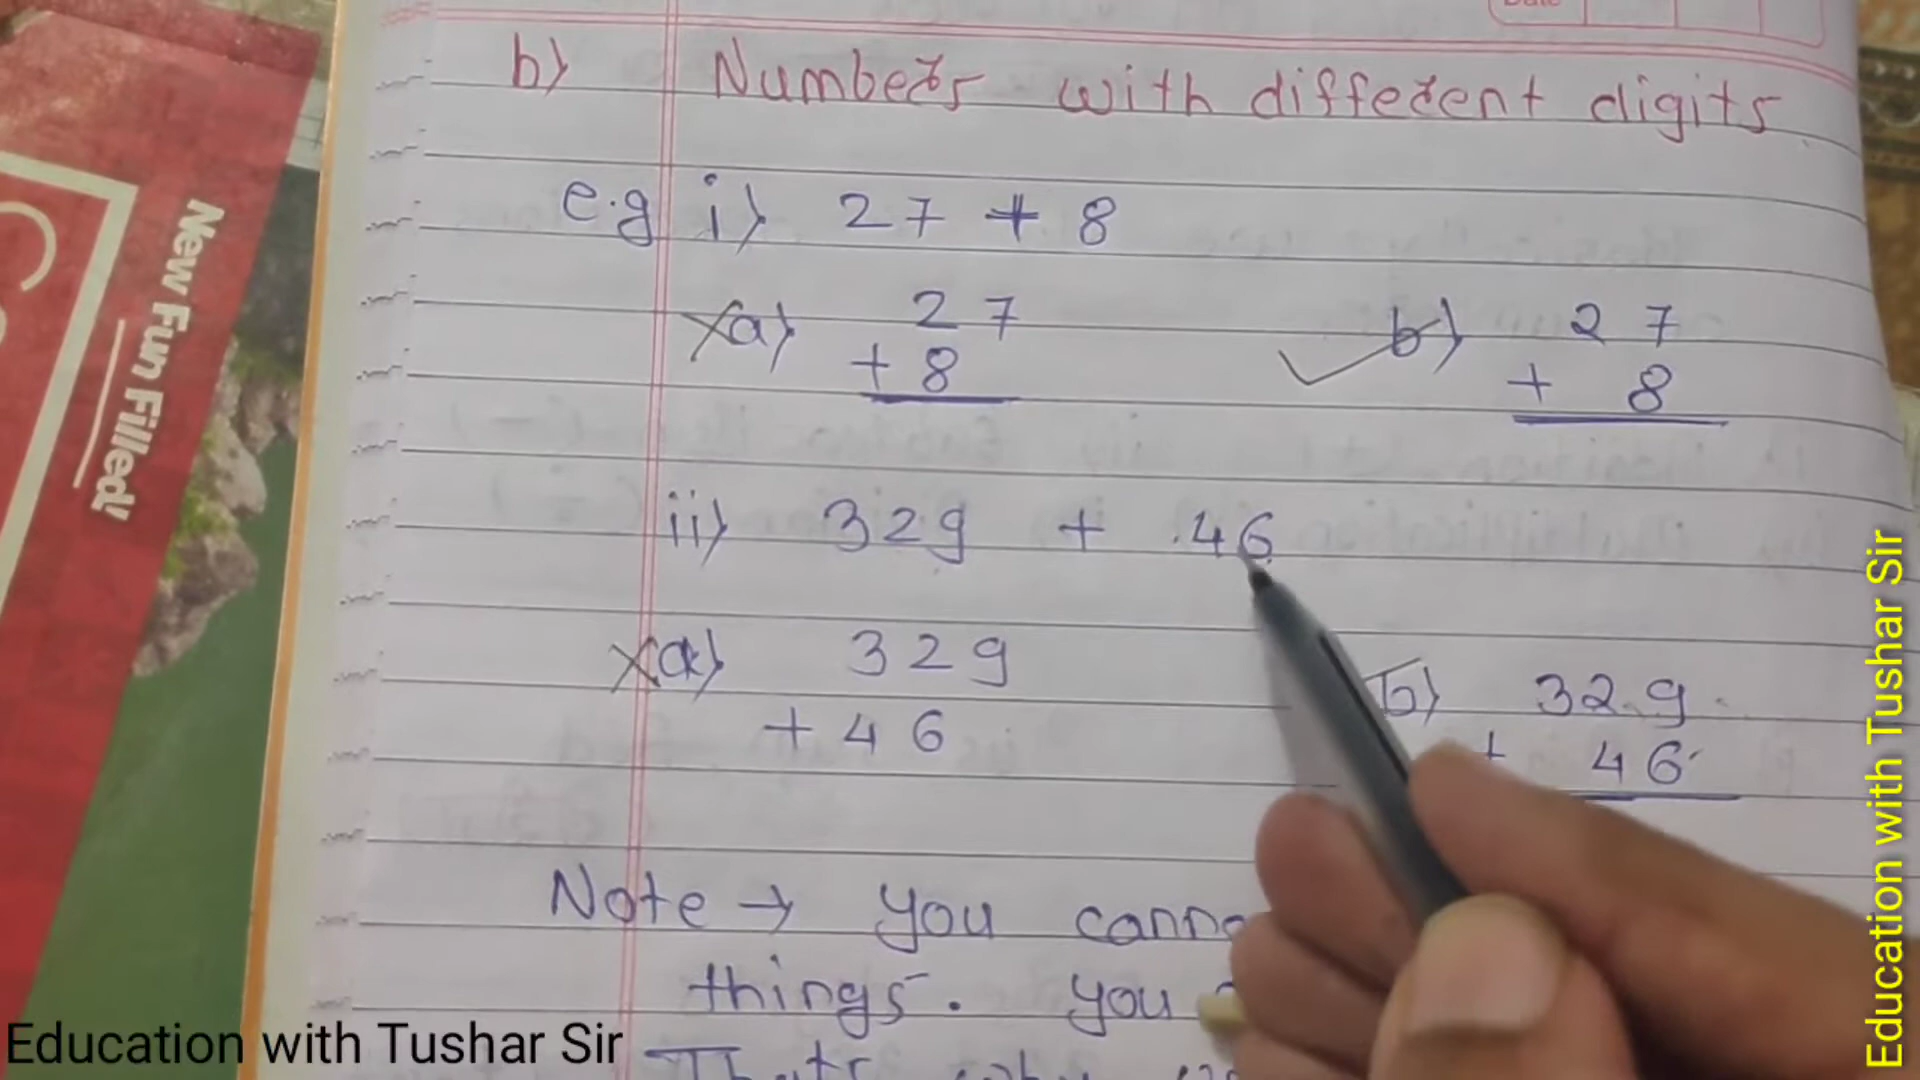 b) Numbers with different digits
e.g i) 27 + 8
a) 27 b) 27
+ 8 + 8
ii) 329 + 46
a) 329 b) 329
+ 46 + 46
Note → you
things. you
New Fun Filled!
Education with Tushar Sir
Education with Tushar Sir